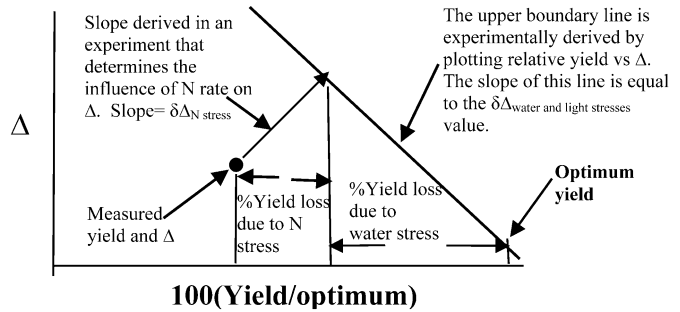 Slope derived in an
experiment that
determines the
influence of N rate on
Δ. Slope= δΔN stress
The upper boundary line is
experimentally derived by
plotting relative yield vs Δ.
The slope of this line is equal
to the δΔwater and light stresses
value.
Δ
Optimum
yield
Measured
yield and Δ
%Yield loss
due to N
stress
%Yield loss
due to
water stress
100(Yield/optimum)